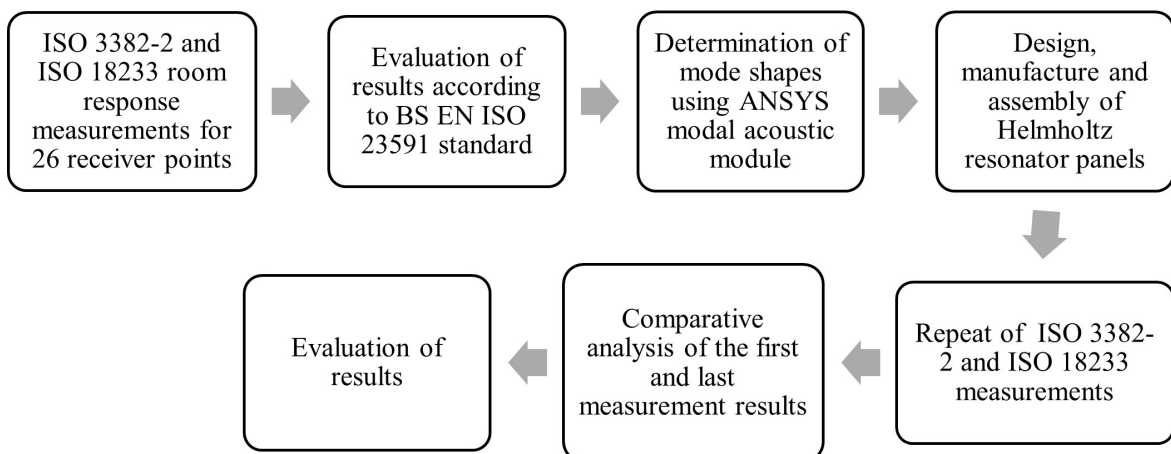 ISO 3382-2 and
ISO 18233 room
response
measurements for
26 receiver points
Evaluation of
results according
to BS EN ISO
23591 standard
Determination of
mode shapes
using ANSYS
modal acoustic
module
Design,
manufacture and
assembly of
Helmholtz
resonator panels
Repeat of ISO 3382-
2 and ISO 18233
measurements
Comparative
analysis of the first
and last
measurement results
Evaluation of
results